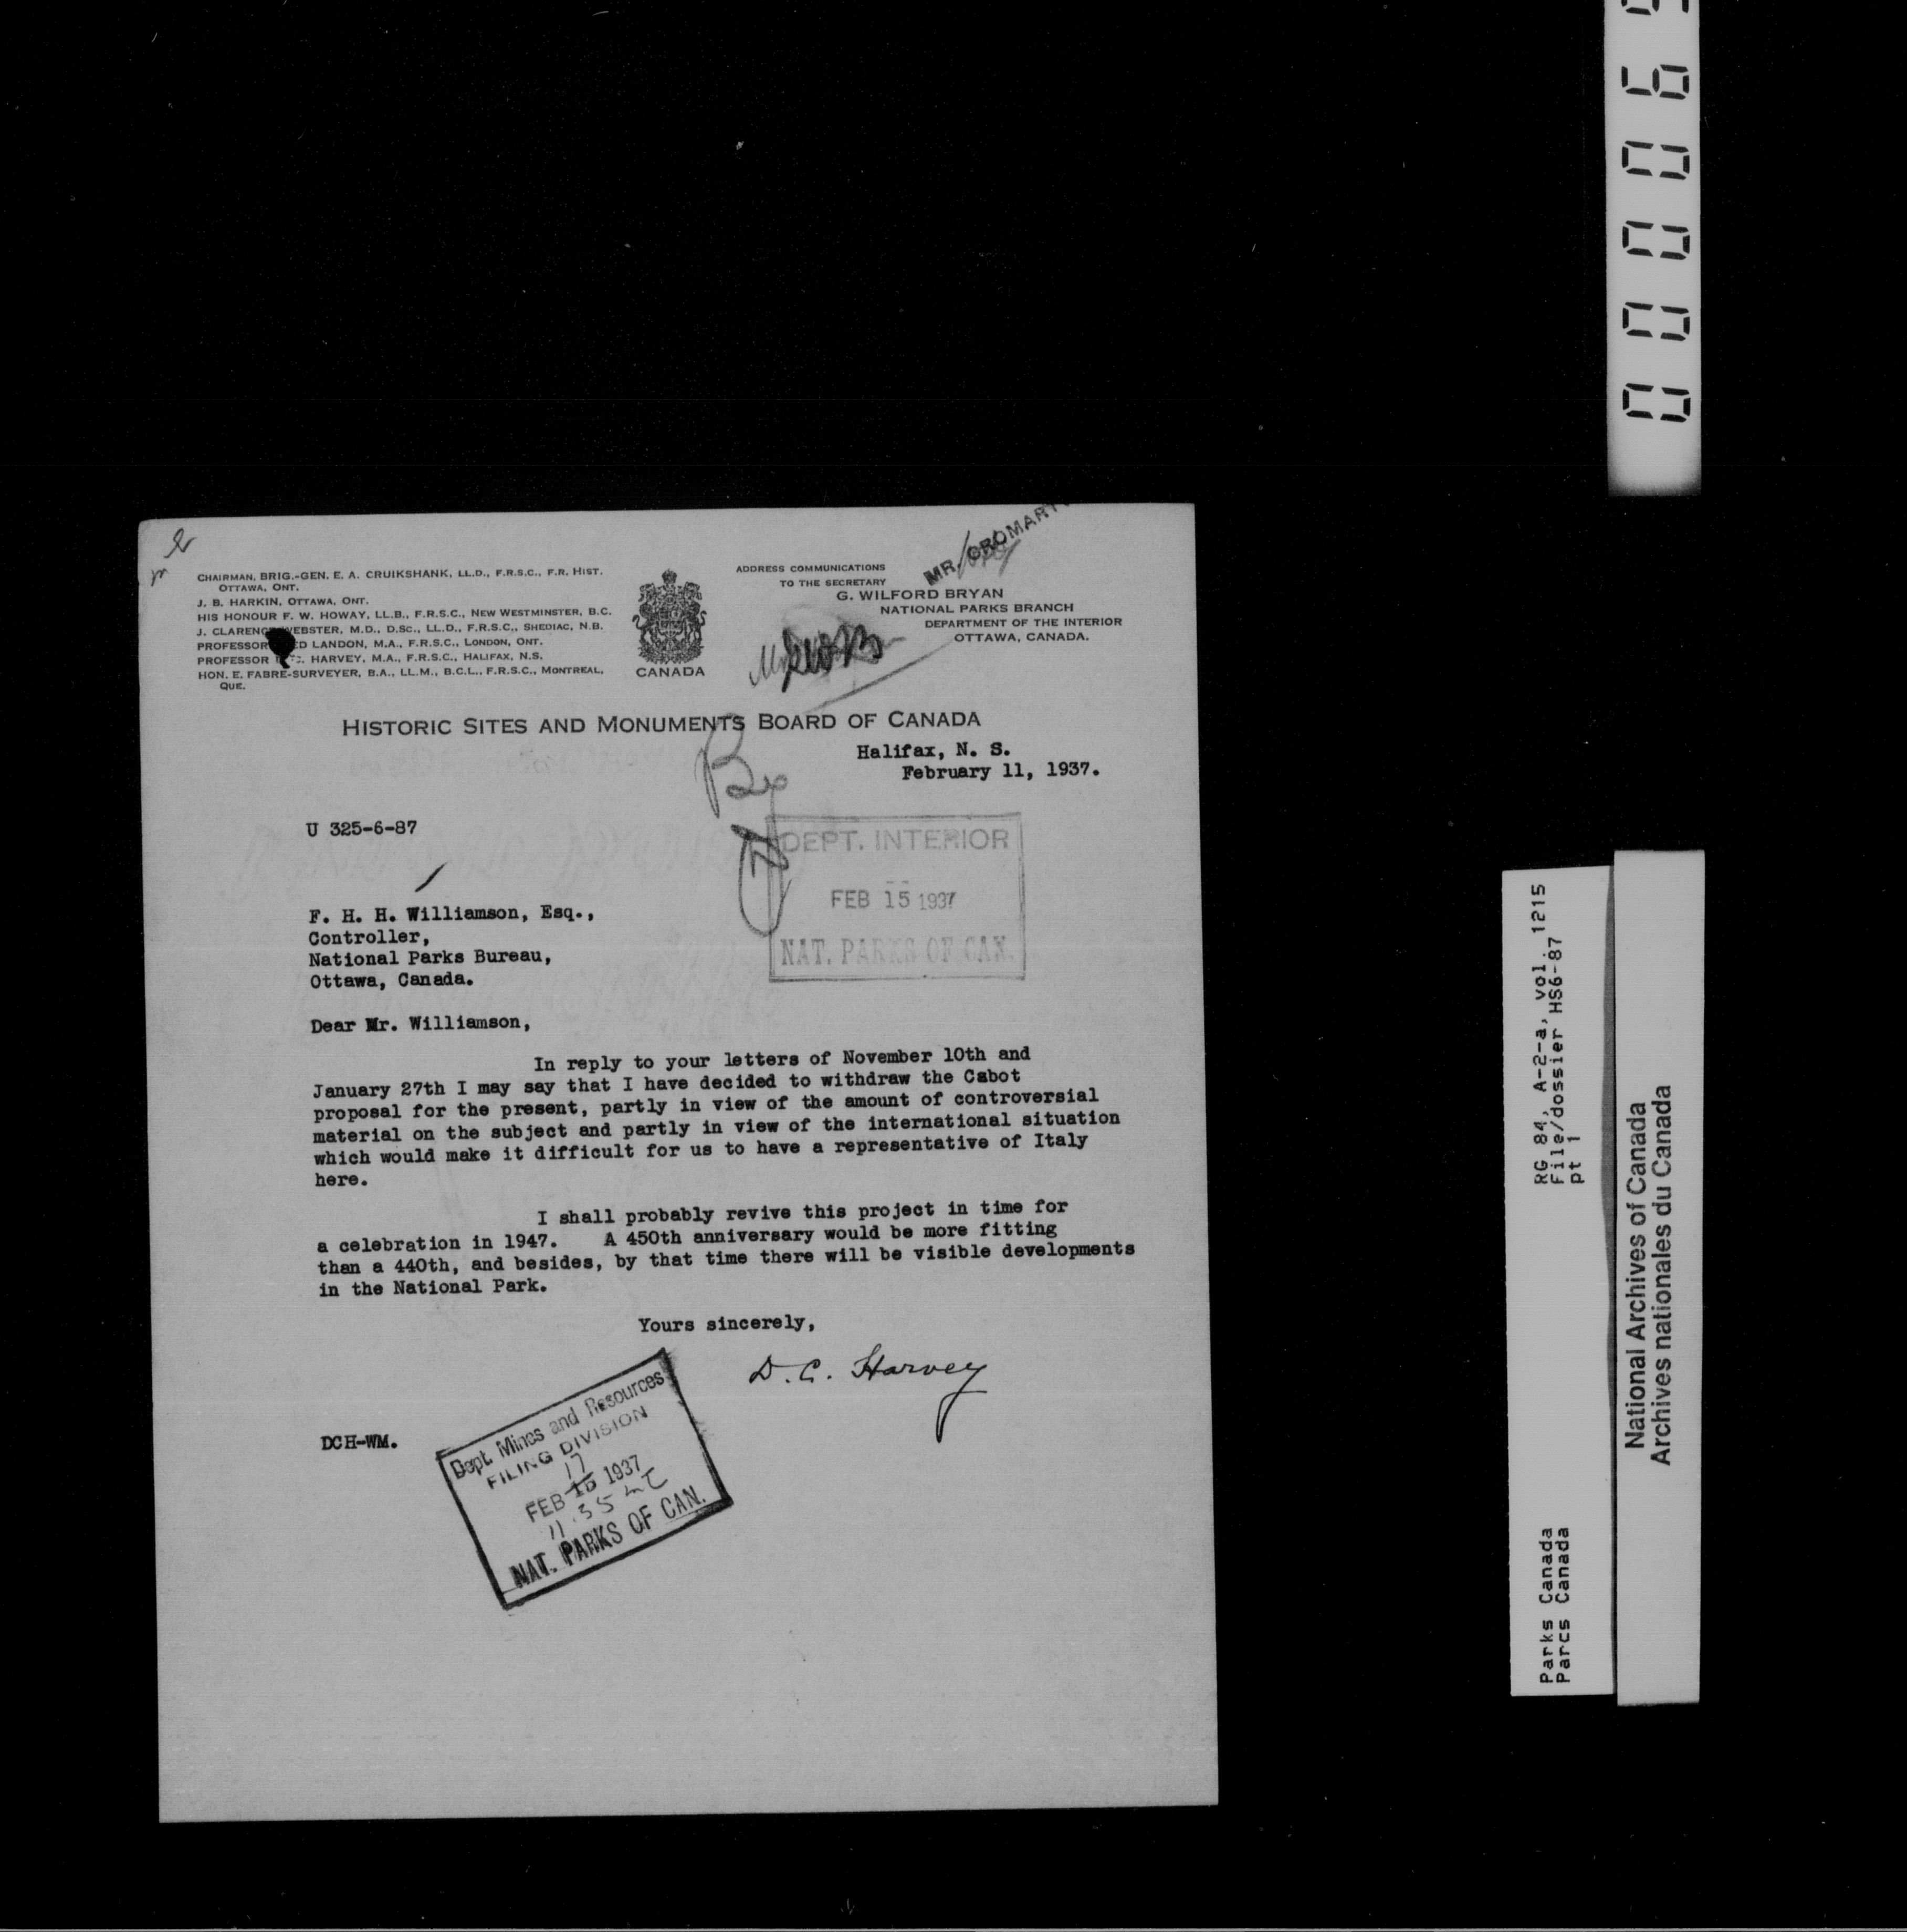 CHAIRMAN, BRIG.-GEN. E. A. CRUIKSHANK, LL.D., F.R.S.C., F.R. HIST.
OTTAWA, ONT.
J. B. HARKIN, OTTAWA, ONT.
HIS HONOUR F. W. HOWAY, LL.B., F.R.S.C., NEW WESTMINSTER, B.C.
J. CLARENCE WEBSTER, M.D., D.SC., LL.D., F.R.S.C., SHEDIAC, N.B.
PROFESSOR ED LANDON, M.A., F.R.S.C., LONDON, ONT.
PROFESSOR HARVEY, M.A., F.R.S.C., HALIFAX, N.S.
HON. E. FABRE-SURVEYER, B.A., LL.M., B.C.L., F.R.S.C., MONTREAL,
QUE.
CANADA
ADDRESS COMMUNICATIONS
TO THE SECRETARY
G. WILFORD BRYAN
NATIONAL PARKS BRANCH
DEPARTMENT OF THE INTERIOR
OTTAWA, CANADA.
MR. CROMARTY
HISTORIC SITES AND MONUMENTS BOARD OF CANADA
Halifax, N. S.
February 11, 1937.
U 325-6-87
DEPT. INTERIOR
FEB 15 1937
NAT. PARKS OF CAN.
F. H. H. Williamson, Esq.,
Controller,
National Parks Bureau,
Ottawa, Canada.
Dear Mr. Williamson,
In reply to your letters of November 10th and
January 27th I may say that I have decided to withdraw the Cabot
proposal for the present, partly in view of the amount of controversial
material on the subject and partly in view of the international situation
which would make it difficult for us to have a representative of Italy
here.
I shall probably revive this project in time for
a celebration in 1947. A 450th anniversary would be more fitting
than a 440th, and besides, by that time there will be visible developments
in the National Park.
Yours sincerely,
D. C. Harvey
DCH-WM.
Dept. Mines and Resources
FILING DIVISION
17
FEB 15 1937
11.35
NAT. PARKS OF CAN.
RG 84, A-2-a, vol. 1215
File/dossier HS6-87
pt 1
Parks Canada
Parcs Canada
National Archives of Canada
Archives nationales du Canada